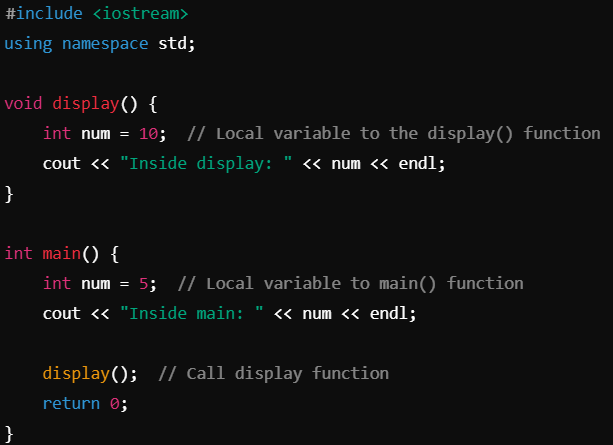 #include <iostream>
using namespace std;
void display() {
    int num = 10;  // Local variable to the display() function
    cout << "Inside display: " << num << endl;
}
int main() {
    int num = 5;  // Local variable to main() function
    cout << "Inside main: " << num << endl;
    display();  // Call display function
    return 0;
}